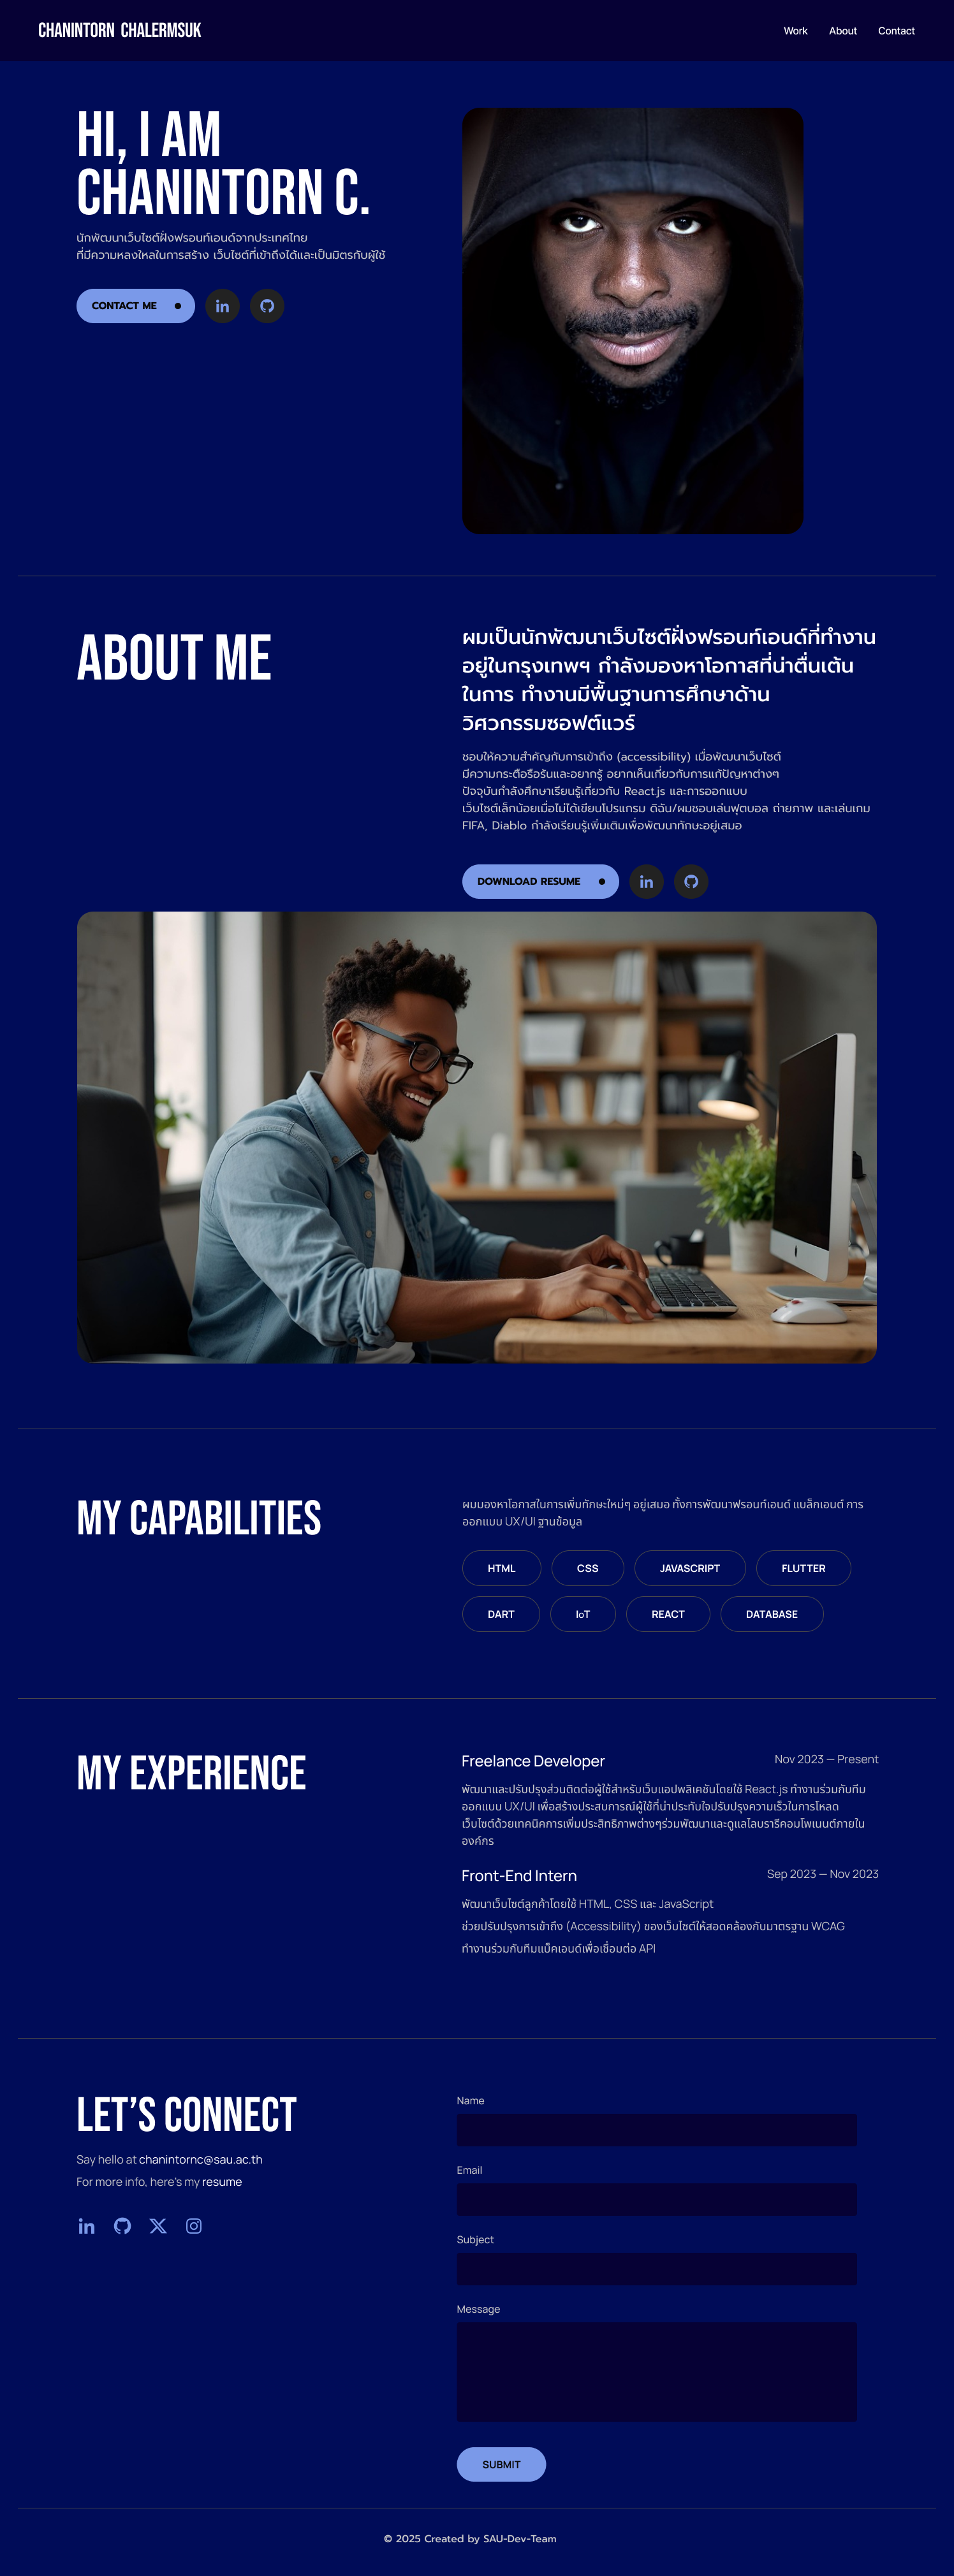 CHANINTORN CHALERMSUK
Work About Contact
HI, I AM
CHANINTORN C.
นักพัฒนาเว็บไซต์ฝั่งฟรอนท์เอนด์จากประเทศไทย
ที่มีความหลงใหลในการสร้าง เว็บไซต์ที่เข้าถึงได้และเป็นมิตรกับผู้ใช้
CONTACT ME
ABOUT ME
ผมเป็นนักพัฒนาเว็บไซต์ฝั่งฟรอนท์เอนด์ที่ทำงาน
อยู่ในกรุงเทพฯ กำลังมองหาโอกาสที่น่าตื่นเต้น
ในการ ทำงานมีพื้นฐานการศึกษาด้าน
วิศวกรรมซอฟต์แวร์
ชอบให้ความสำคัญกับการเข้าถึง (accessibility) เมื่อพัฒนาเว็บไซต์
มีความกระตือรือร้นและอยากรู้ อยากเห็นเกี่ยวกับการแก้ปัญหาต่างๆ
ปัจจุบันกำลังศึกษาเรียนรู้เกี่ยวกับ React.js และการออกแบบ
เว็บไซต์เล็กน้อยเมื่อไม่ได้เขียนโปรแกรม ดิฉัน/ผมชอบเล่นฟุตบอล ถ่ายภาพ และเล่นเกม
FIFA, Diablo กำลังเรียนรู้เพิ่มเติมเพื่อพัฒนาทักษะอยู่เสมอ
DOWNLOAD RESUME
MY CAPABILITIES
ผมมองหาโอกาสในการเพิ่มทักษะใหม่ๆ อยู่เสมอ ทั้งการพัฒนาฟรอนท์เอนด์ แบล็กเอนต์ การ
ออกแบบ UX/UI ฐานข้อมูล
HTML CSS JAVASCRIPT FLUTTER
DART IoT REACT DATABASE
MY EXPERIENCE
Freelance Developer Nov 2023 — Present
พัฒนาและปรับปรุงส่วนติดต่อผู้ใช้สำหรับเว็บแอปพลิเคชันโดยใช้ React.js ทำงานร่วมกับทีม
ออกแบบ UX/UI เพื่อสร้างประสบการณ์ผู้ใช้ที่น่าประทับใจปรับปรุงความเร็วในการโหลด
เว็บไซต์ด้วยเทคนิคการเพิ่มประสิทธิภาพต่างๆร่วมพัฒนาและดูแลไลบรารีคอมโพเนนต์ภายใน
องค์กร
Front-End Intern Sep 2023 — Nov 2023
พัฒนาเว็บไซต์ลูกค้าโดยใช้ HTML, CSS และ JavaScript
ช่วยปรับปรุงการเข้าถึง (Accessibility) ของเว็บไซต์ให้สอดคล้องกับมาตรฐาน WCAG
ทำงานร่วมกับทีมแบ็คเอนด์เพื่อเชื่อมต่อ API
LET’S CONNECT
Say hello at chanintornc@sau.ac.th
For more info, here's my resume
Name
Email
Subject
Message
SUBMIT
© 2025 Created by SAU-Dev-Team